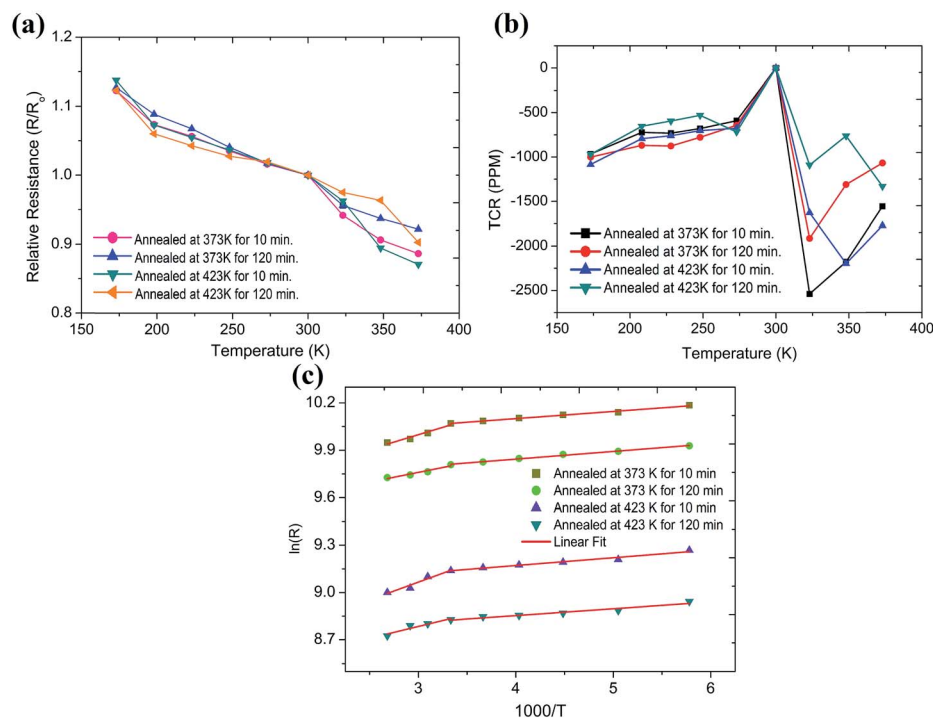 (a)
1.2
1.1
1.0
0.9
0.8
Relative Resistance (R/Ro)
Annealed at 373K for 10 min.
Annealed at 373K for 120 min.
Annealed at 423K for 10 min.
Annealed at 423K for 120 min.
150 200 250 300 350 400
Temperature (K)
(b)
0
-500
-1000
-1500
-2000
-2500
TCR (PPM)
Annealed at 373K for 10 min.
Annealed at 373K for 120 min.
Annealed at 423K for 10 min.
Annealed at 423K for 120 min.
150 200 250 300 350 400
Temperature (K)
(c)
10.2
9.9
9.6
9.3
9.0
8.7
ln(R)
Annealed at 373 K for 10 min
Annealed at 373 K for 120 min
Annealed at 423 K for 10 min
Annealed at 423 K for 120 min
Linear Fit
3 4 5 6
1000/T